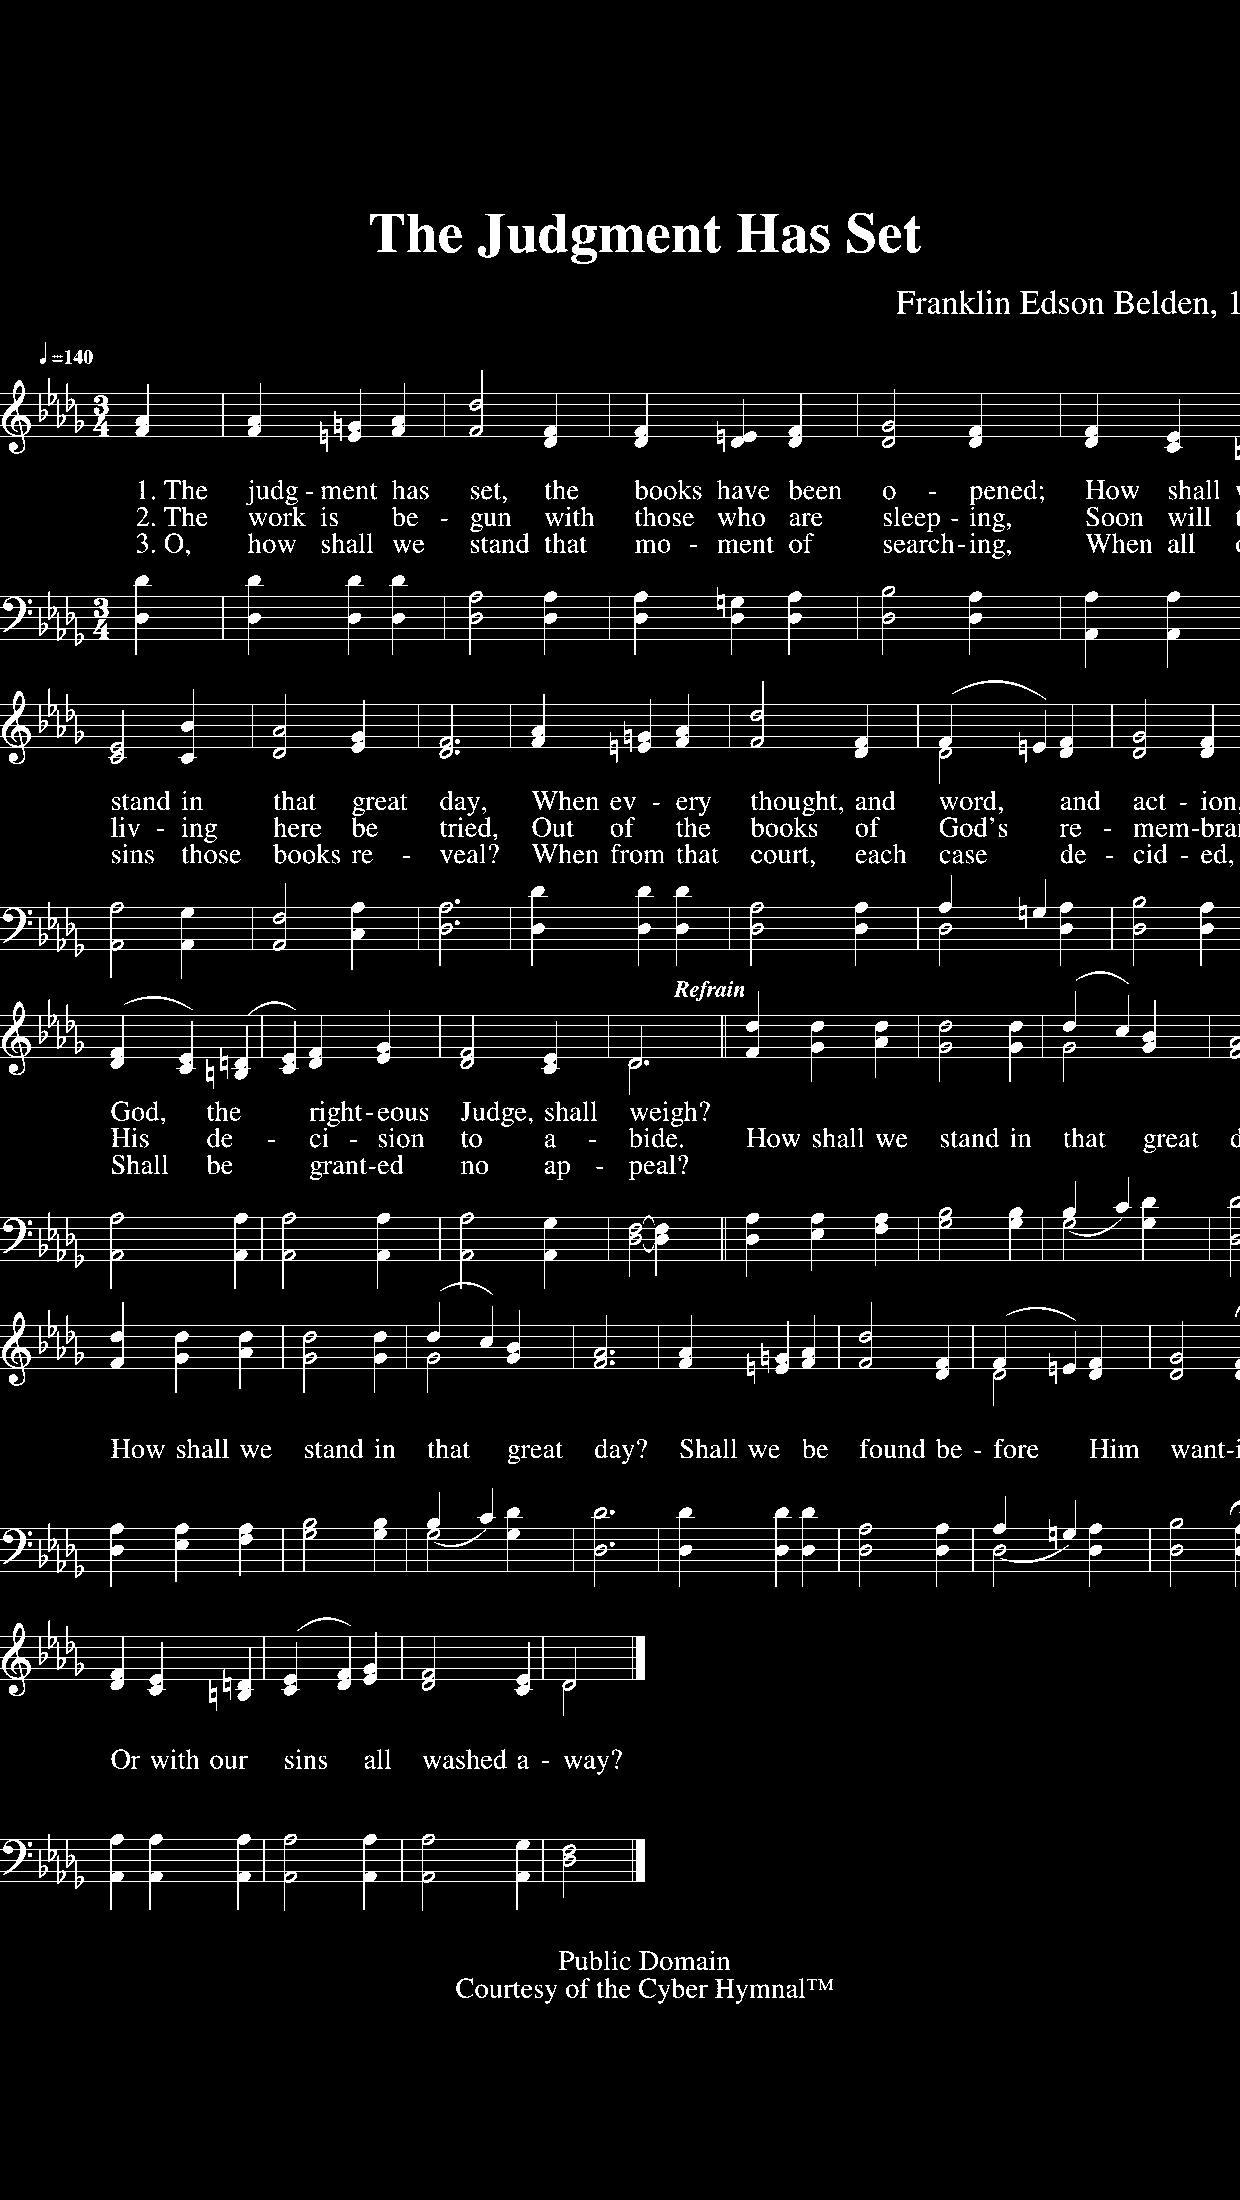 The Judgment Has Set
Franklin Edson Belden, 1
=140
1. The judg - ment has set, the books have been o - pened; How shall
2. The work is be - gun with those who are sleep - ing, Soon will
3. O, how shall we stand that mo - ment of search - ing, When all
stand in that great day, When ev - ery thought, and word, and act - ion,
liv - ing here be tried, Out of the books of God's re - mem - bran
sins those books re - veal? When from that court, each case de - cid - ed,
Refrain
God, the right - eous Judge, shall weigh?
His de - ci - sion to a - bide. How shall we stand in that great d
Shall be grant - ed no ap - peal?
How shall we stand in that great day? Shall we be found be - fore Him want - i
Or with our sins all washed a - way?
Public Domain
Courtesy of the Cyber Hymnal™